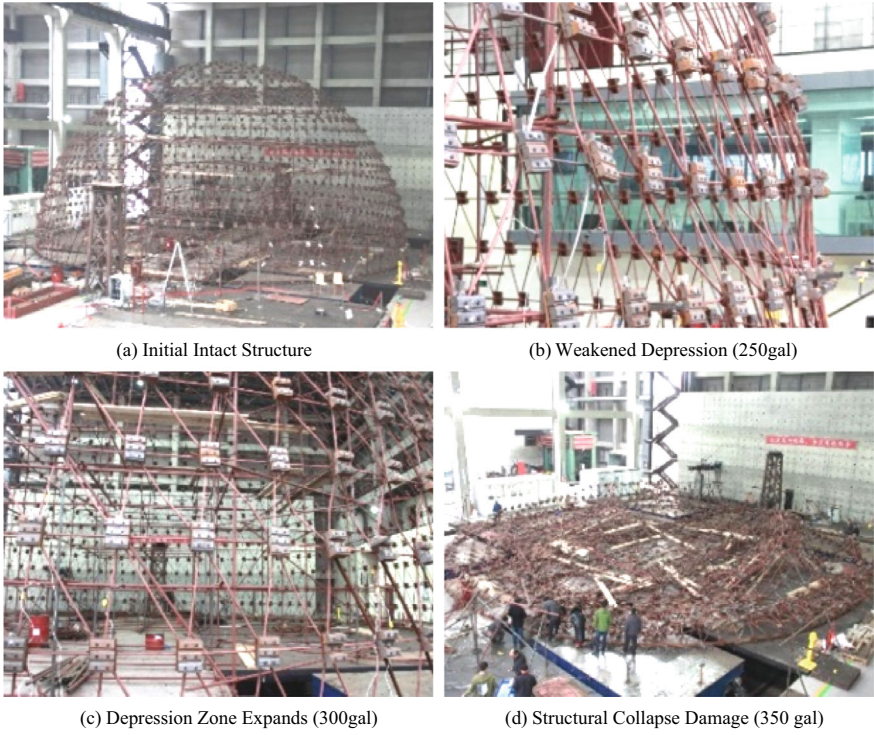 (a) Initial Intact Structure
(b) Weakened Depression (250gal)
(c) Depression Zone Expands (300gal)
(d) Structural Collapse Damage (350 gal)